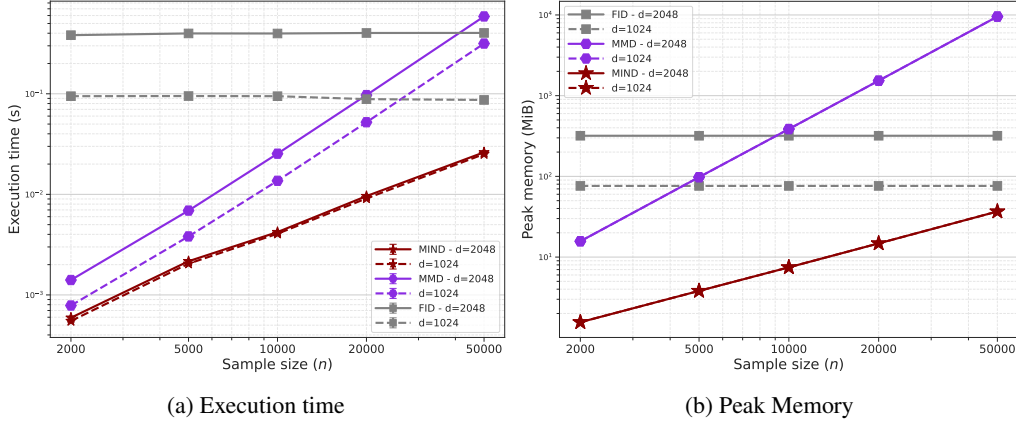 Execution time (s)
10⁻¹
10⁻²
10⁻³
2000 5000 10000 20000 50000
Sample size (n)
MIND - d=2048
d=1024
MMD - d=2048
d=1024
FID - d=2048
d=1024
(a) Execution time
Peak memory (MiB)
10⁴
10³
10²
10¹
2000 5000 10000 20000 50000
Sample size (n)
FID - d=2048
d=1024
MMD - d=2048
d=1024
MIND - d=2048
d=1024
(b) Peak Memory